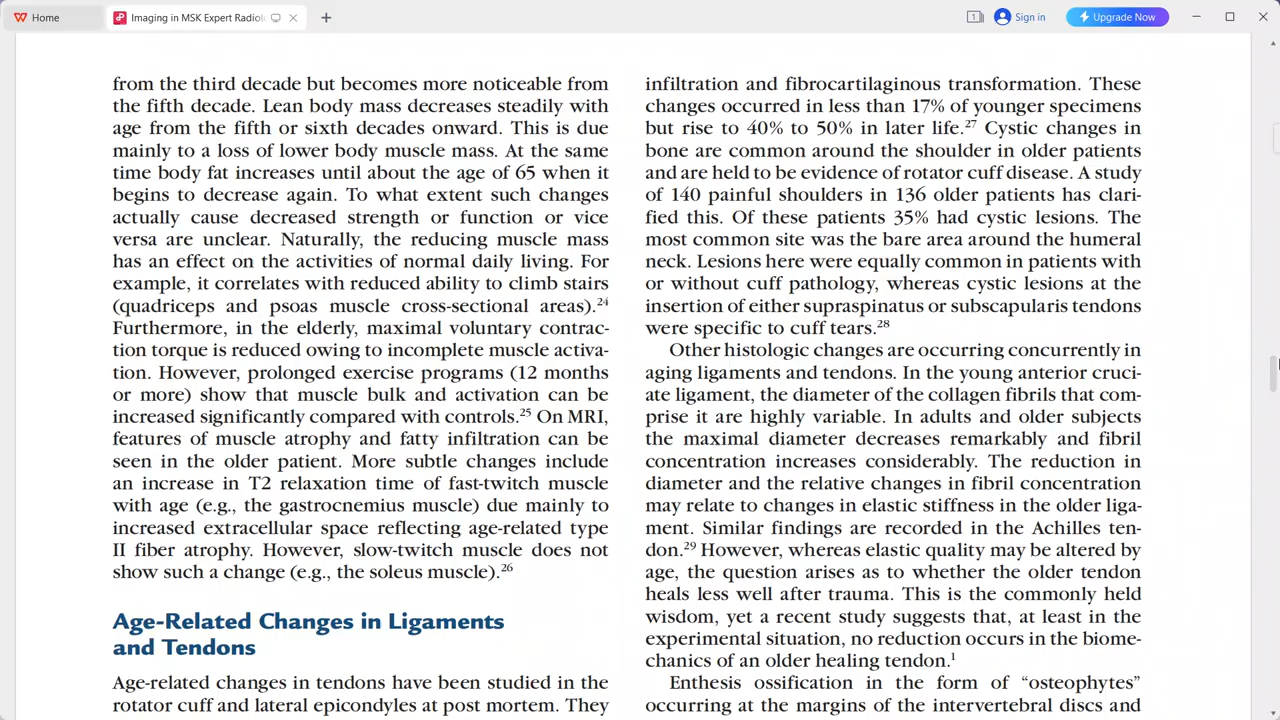 Home
Imaging in MSK Expert Radiol
1
Sign in
Upgrade Now
from the third decade but becomes more noticeable from
the fifth decade. Lean body mass decreases steadily with
age from the fifth or sixth decades onward. This is due
mainly to a loss of lower body muscle mass. At the same
time body fat increases until about the age of 65 when it
begins to decrease again. To what extent such changes
actually cause decreased strength or function or vice
versa are unclear. Naturally, the reducing muscle mass
has an effect on the activities of normal daily living. For
example, it correlates with reduced ability to climb stairs
(quadriceps and psoas muscle cross-sectional areas).24
Furthermore, in the elderly, maximal voluntary contrac-
tion torque is reduced owing to incomplete muscle activa-
tion. However, prolonged exercise programs (12 months
or more) show that muscle bulk and activation can be
increased significantly compared with controls.25 On MRI,
features of muscle atrophy and fatty infiltration can be
seen in the older patient. More subtle changes include
an increase in T2 relaxation time of fast-twitch muscle
with age (e.g., the gastrocnemius muscle) due mainly to
increased extracellular space reflecting age-related type
II fiber atrophy. However, slow-twitch muscle does not
show such a change (e.g., the soleus muscle).26
Age-Related Changes in Ligaments
and Tendons
Age-related changes in tendons have been studied in the
rotator cuff and lateral epicondyles at post mortem. They
infiltration and fibrocartilaginous transformation. These
changes occurred in less than 17% of younger specimens
but rise to 40% to 50% in later life.27 Cystic changes in
bone are common around the shoulder in older patients
and are held to be evidence of rotator cuff disease. A study
of 140 painful shoulders in 136 older patients has clari-
fied this. Of these patients 35% had cystic lesions. The
most common site was the bare area around the humeral
neck. Lesions here were equally common in patients with
or without cuff pathology, whereas cystic lesions at the
insertion of either supraspinatus or subscapularis tendons
were specific to cuff tears.28
Other histologic changes are occurring concurrently in
aging ligaments and tendons. In the young anterior cruci-
ate ligament, the diameter of the collagen fibrils that com-
prise it are highly variable. In adults and older subjects
the maximal diameter decreases remarkably and fibril
concentration increases considerably. The reduction in
diameter and the relative changes in fibril concentration
may relate to changes in elastic stiffness in the older liga-
ment. Similar findings are recorded in the Achilles ten-
don.29 However, whereas elastic quality may be altered by
age, the question arises as to whether the older tendon
heals less well after trauma. This is the commonly held
wisdom, yet a recent study suggests that, at least in the
experimental situation, no reduction occurs in the biome-
chanics of an older healing tendon.1
Enthesis ossification in the form of “osteophytes”
occurring at the margins of the intervertebral discs and